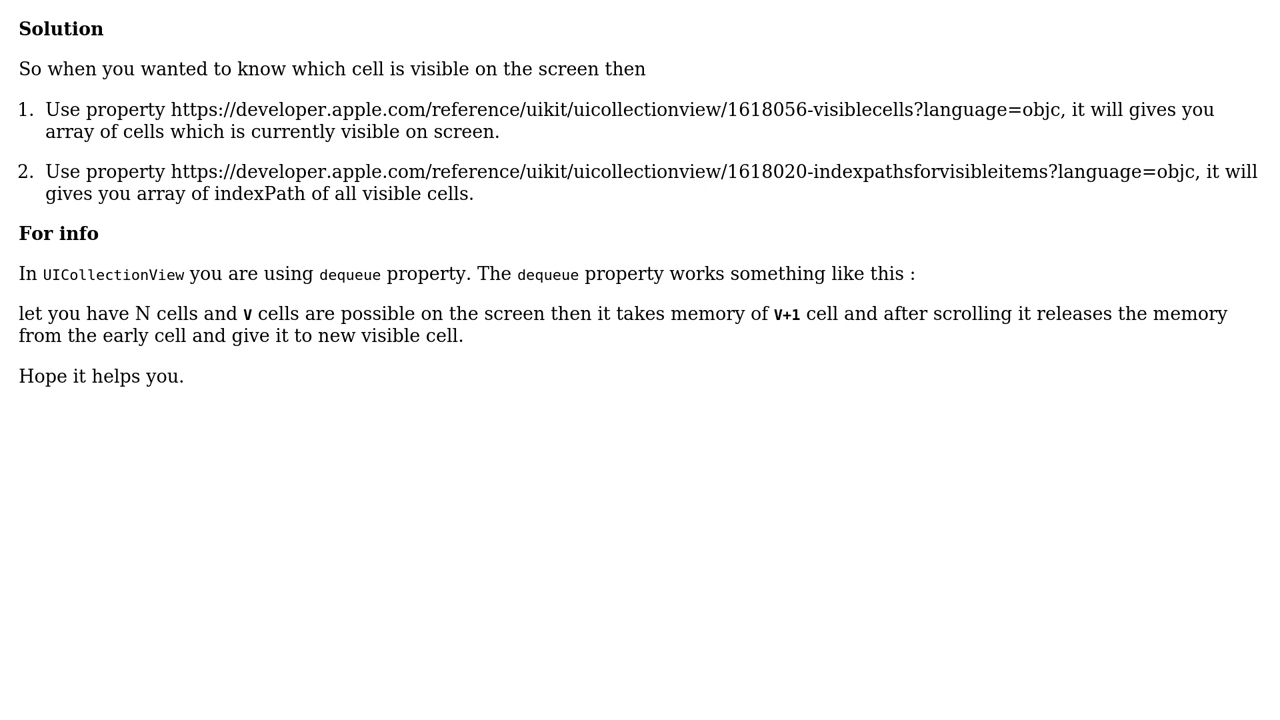 Solution
So when you wanted to know which cell is visible on the screen then
1. Use property https://developer.apple.com/reference/uikit/uicollectionview/1618056-visiblecells?language=objc, it will gives you
array of cells which is currently visible on screen.
2. Use property https://developer.apple.com/reference/uikit/uicollectionview/1618020-indexpathsforvisibleitems?language=objc, it will
gives you array of indexPath of all visible cells.
For info
In UICollectionView you are using dequeue property. The dequeue property works something like this :
let you have N cells and V cells are possible on the screen then it takes memory of V+1 cell and after scrolling it releases the memory
from the early cell and give it to new visible cell.
Hope it helps you.